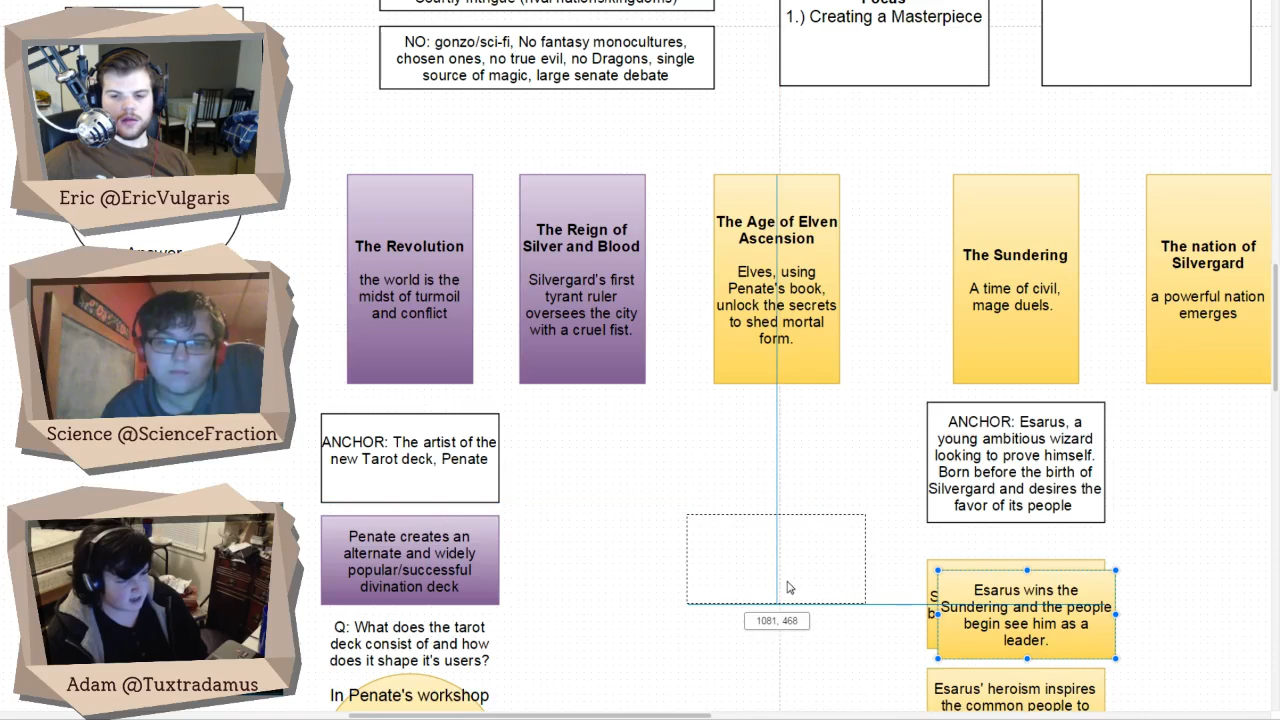 Courtly intrigue (rival nations/kingdoms)
NO: gonzo/sci-fi, No fantasy monocultures,
chosen ones, no true evil, no Dragons, single
source of magic, large senate debate
Focus
1.) Creating a Masterpiece
Eric @EricVulgaris
Answer
Science @ScienceFraction
Adam @Tuxtradamus
The Revolution
the world is the
midst of turmoil
and conflict
The Reign of
Silver and Blood
Silvergard's first
tyrant ruler
oversees the city
with a cruel fist.
The Age of Elven
Ascension
Elves, using
Penate's book,
unlock the secrets
to shed mortal
form.
The Sundering
A time of civil,
mage duels.
The nation of
Silvergard
a powerful nation
emerges
ANCHOR: The artist of the
new Tarot deck, Penate
Penate creates an
alternate and widely
popular/successful
divination deck
Q: What does the tarot
deck consist of and how
does it shape it's users?
In Penate's workshop
1081, 468
ANCHOR: Esarus, a
young ambitious wizard
looking to prove himself.
Born before the birth of
Silvergard and desires the
favor of its people
Esarus wins the
Sundering and the people
begin see him as a
leader.
Esarus' heroism inspires
the common people to